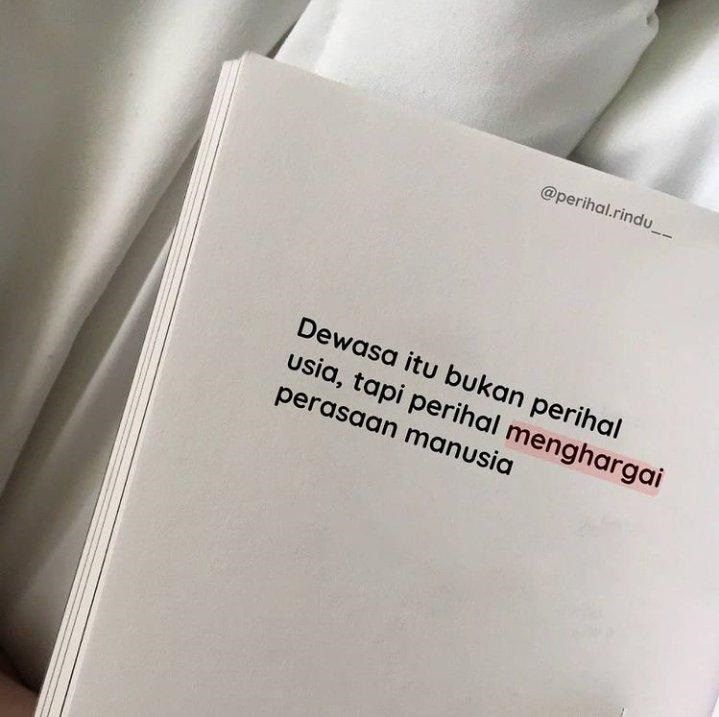 @perihal.rindu__
Dewasa itu bukan perihal
usia, tapi perihal menghargai
perasaan manusia